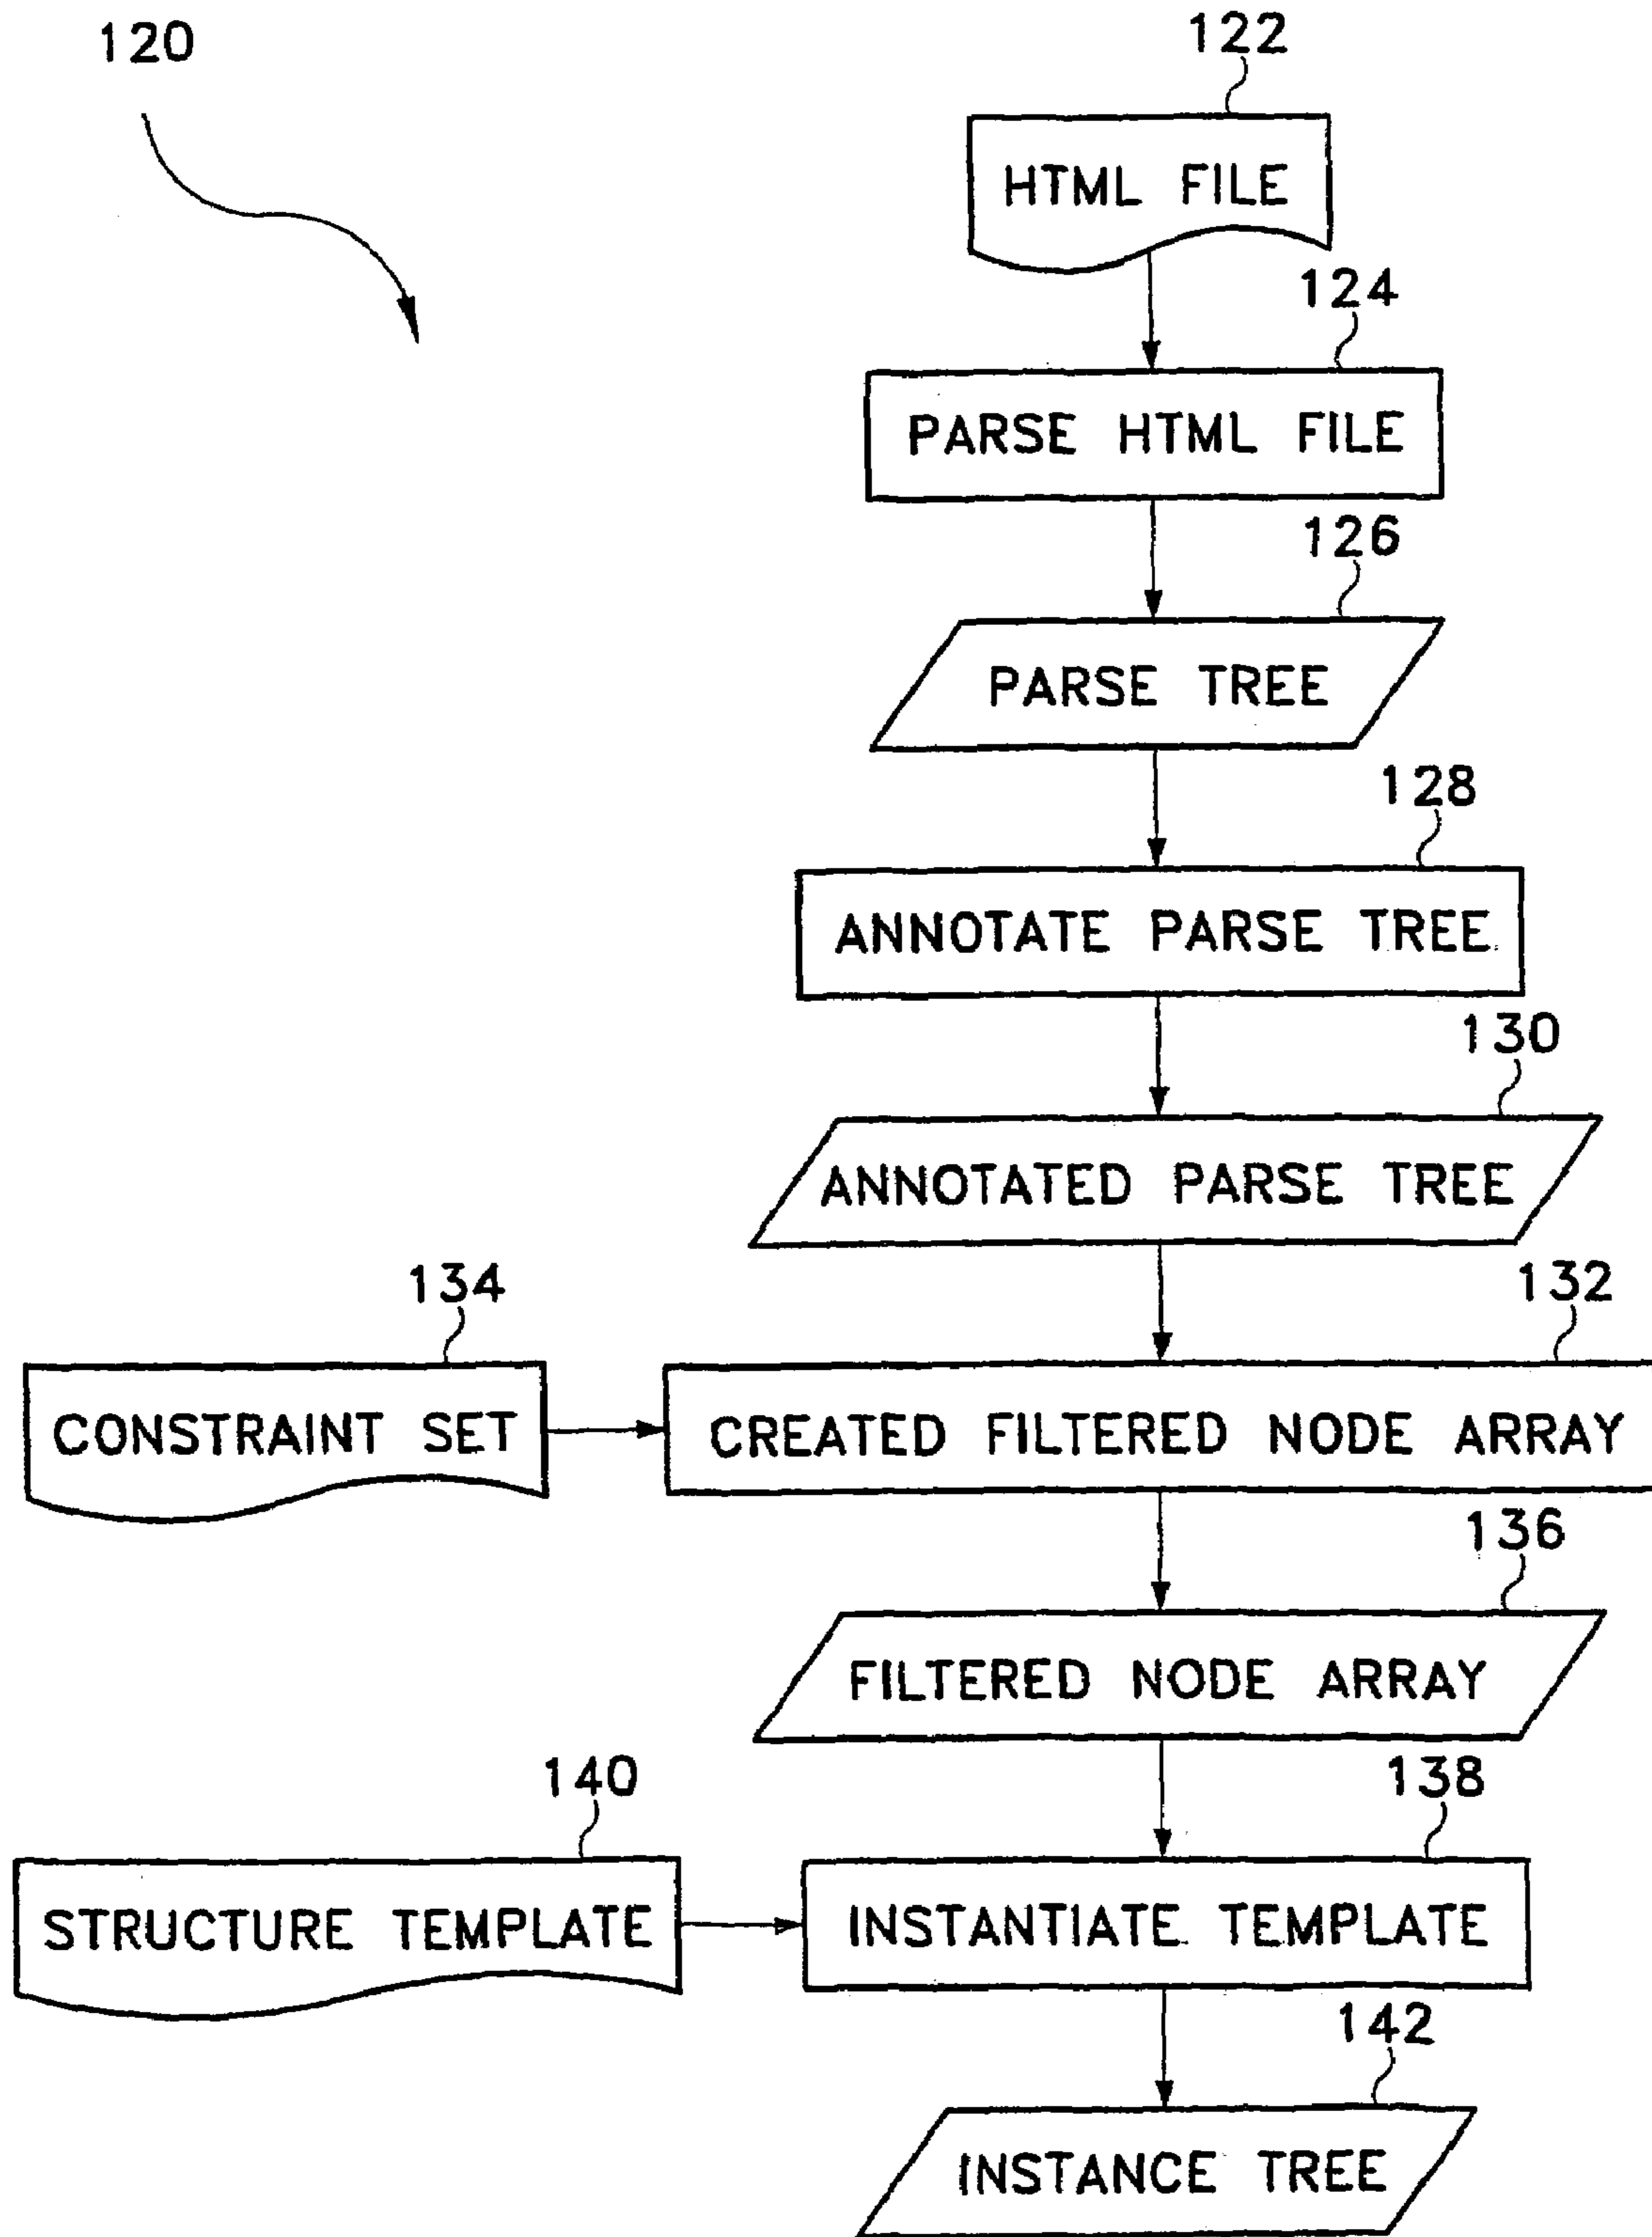 120
122
HTML FILE
124
PARSE HTML FILE
126
PARSE TREE
128
ANNOTATE PARSE TREE
130
ANNOTATED PARSE TREE
134
132
CONSTRAINT SET
CREATED FILTERED NODE ARRAY
136
FILTERED NODE ARRAY
140
138
STRUCTURE TEMPLATE
INSTANTIATE TEMPLATE
142
INSTANCE TREE